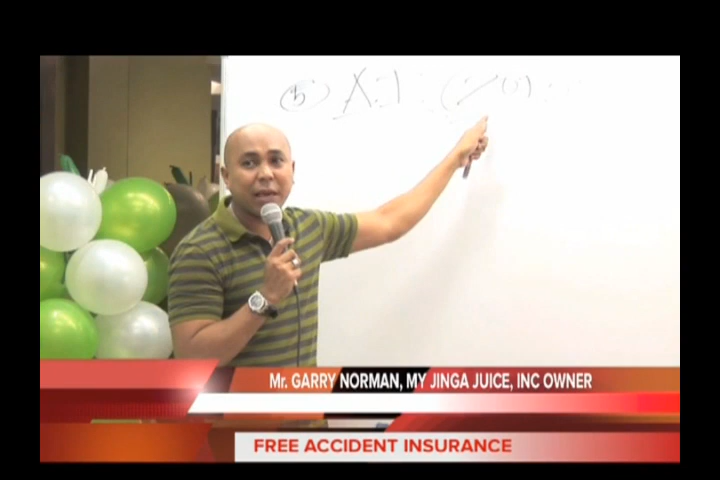 Mr. GARRY NORMAN, MY JINGA JUICE, INC OWNER
FREE ACCIDENT INSURANCE